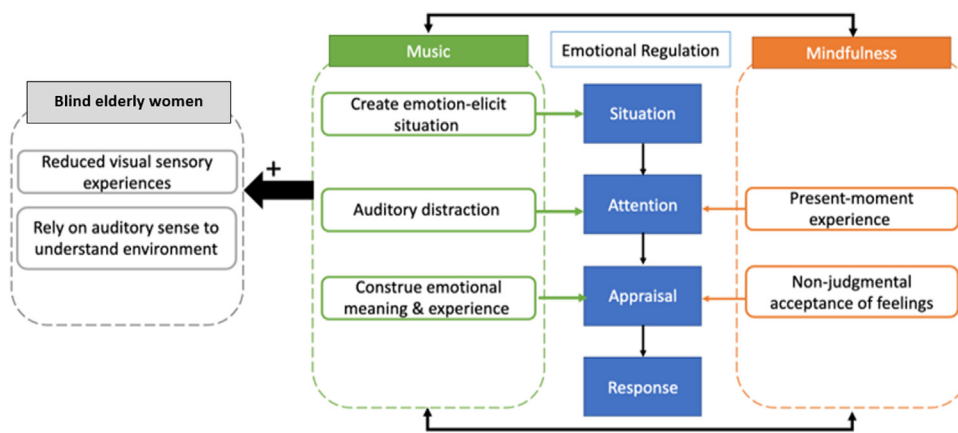 Music
Emotional Regulation
Mindfulness
Blind elderly women
Create emotion-elicit
situation
Situation
Reduced visual sensory
experiences
+
Auditory distraction
Attention
Present-moment
experience
Rely on auditory sense to
understand environment
Construe emotional
meaning & experience
Appraisal
Non-judgmental
acceptance of feelings
Response